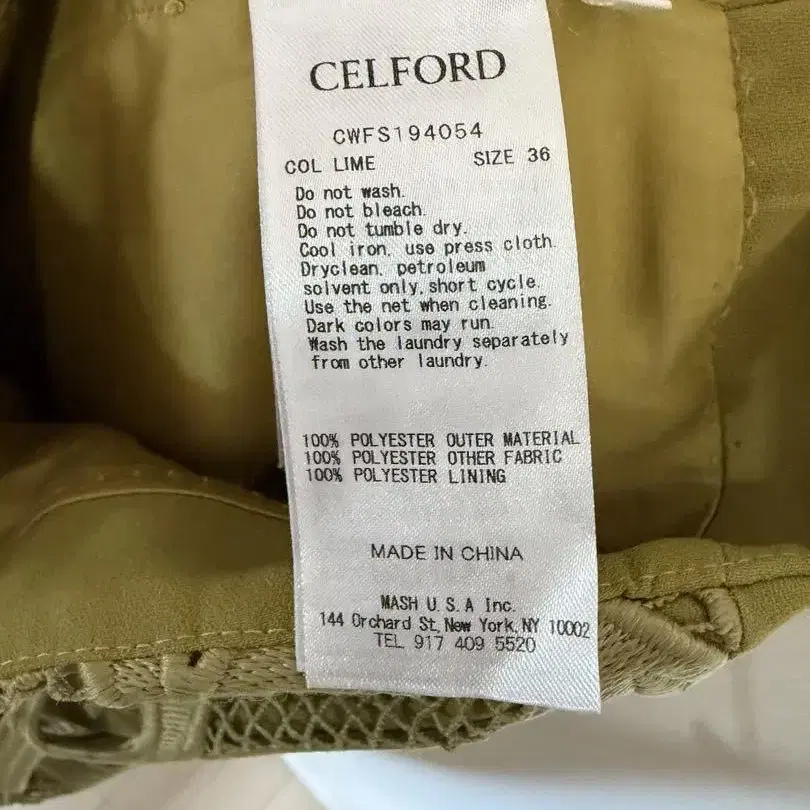 CELFORD
CWFS194054
COL LIME SIZE 36
Do not wash.
Do not bleach.
Do not tumble dry.
Cool iron, use press cloth.
Dryclean, petroleum
solvent only, short cycle.
Use the net when cleaning.
Dark colors may run.
Wash the laundry separately
from other laundry.
100% POLYESTER OUTER MATERIAL
100% POLYESTER OTHER FABRIC
100% POLYESTER LINING
MADE IN CHINA
MASH U.S.A Inc.
144 Orchard St, New York, NY 10002
TEL 917 409 5520